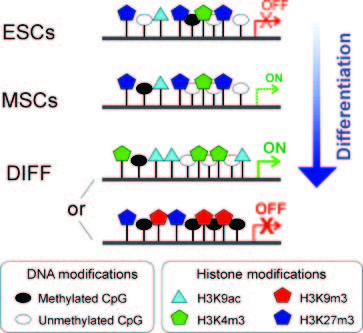 OFF
ESCs
ON
MSCs
Differentiation
ON
DIFF
or
OFF
DNA modifications
Methylated CpG
Unmethylated CpG
Histone modifications
H3K9ac
H3K9m3
H3K4m3
H3K27m3